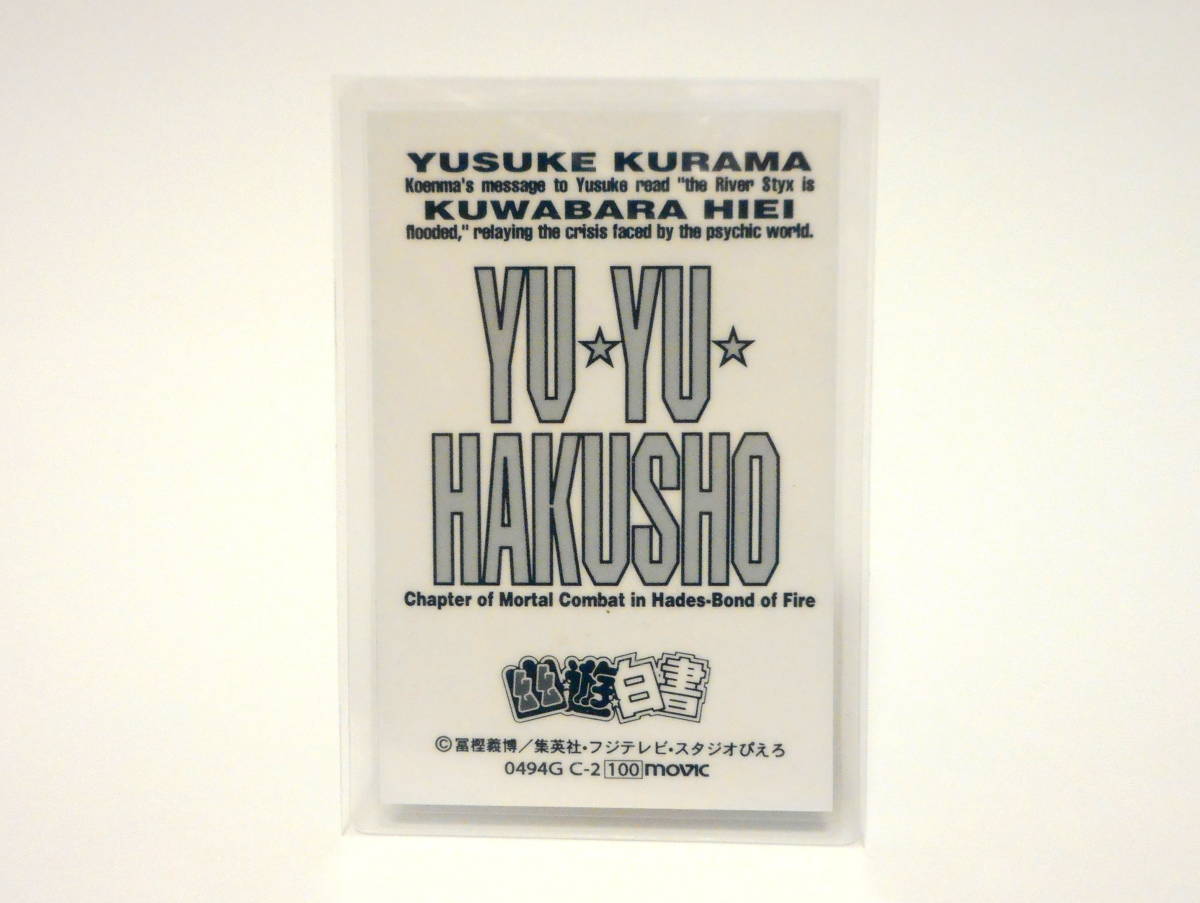 YUSUKE KURAMA
Koenma's message to Yusuke read "the River Styx is
KUWABARA HIEI
flooded," relaying the crisis faced by the psychic world.
YU☆YU☆
HAKUSHO
Chapter of Mortal Combat in Hades-Bond of Fire
幽☆遊☆白書
©冨樫義博/集英社・フジテレビ・スタジオぴえろ
0494G C-2 100 movic